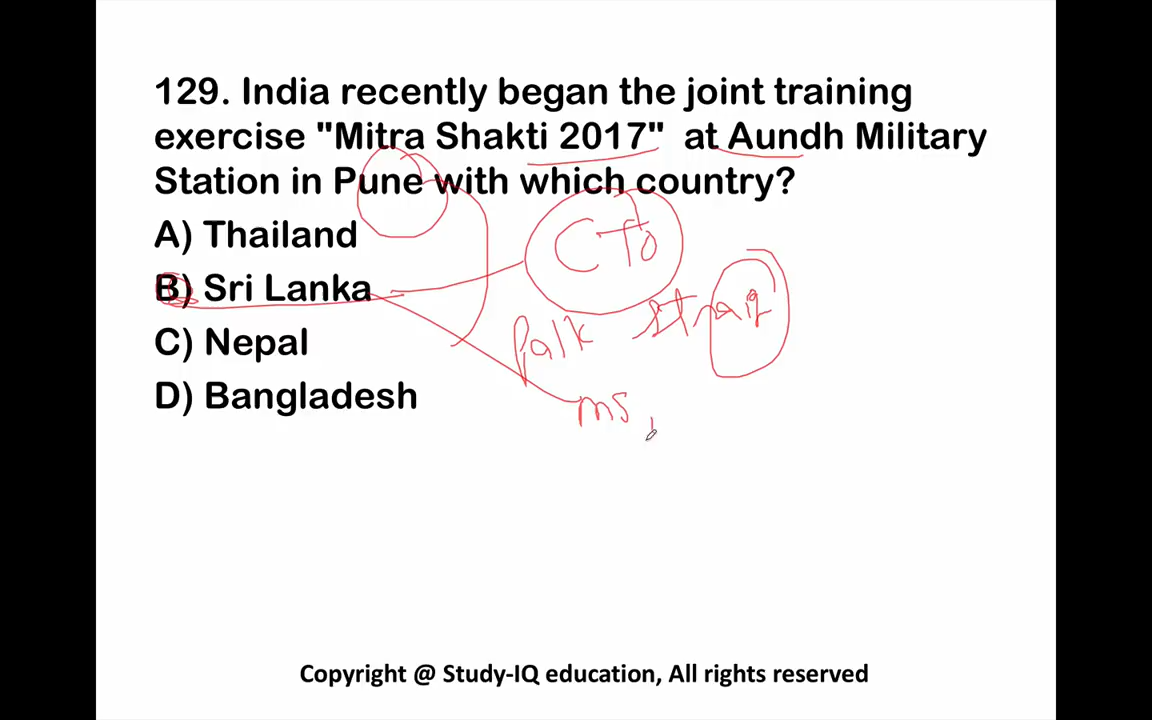 129. India recently began the joint training
exercise "Mitra Shakti 2017" at Aundh Military
Station in Pune with which country?
A) Thailand
CTO
B) Sri Lanka
Palk Strait
C) Nepal
D) Bangladesh
ms
Copyright @ Study-IQ education, All rights reserved